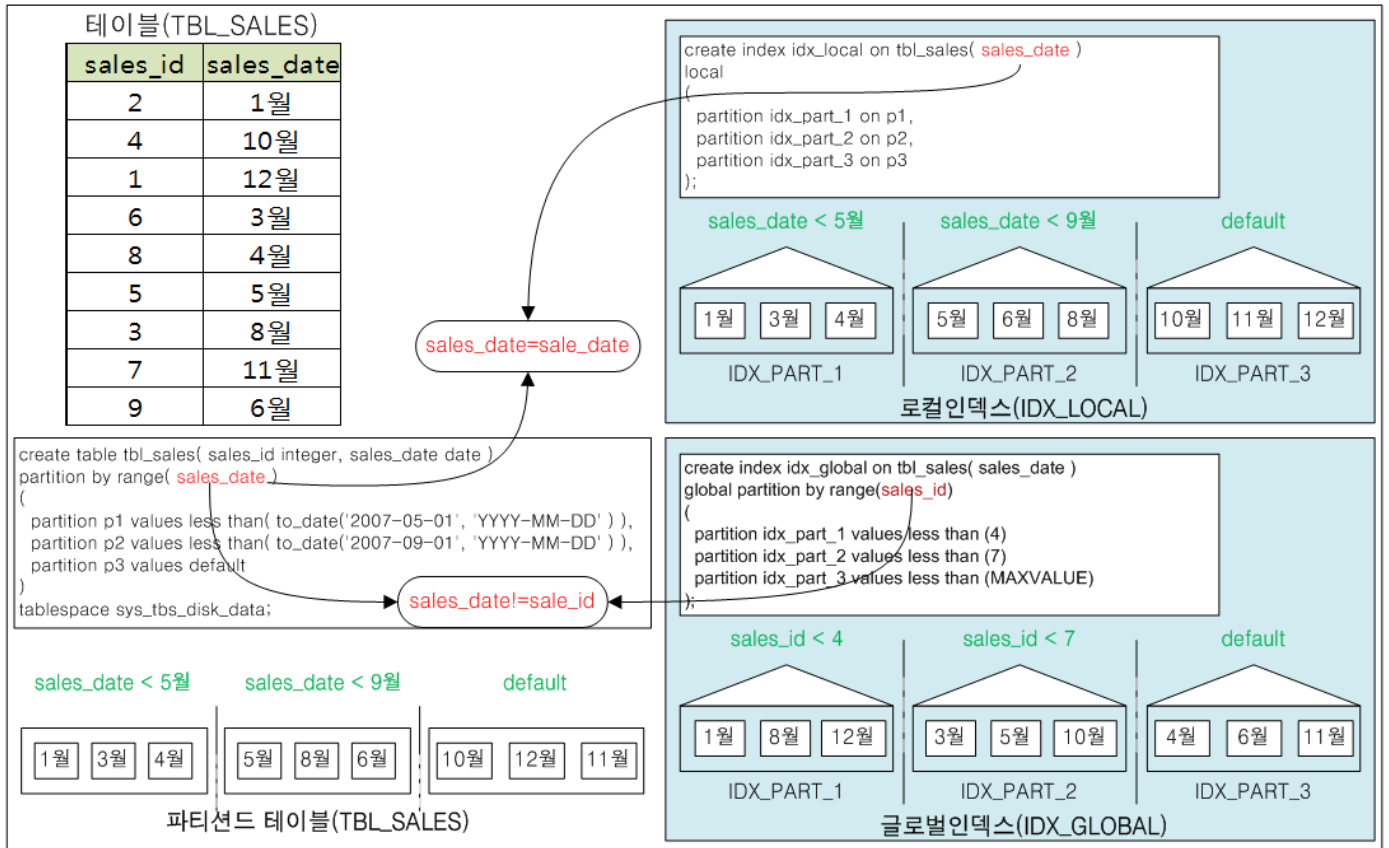 테이블(TBL_SALES)
sales_id sales_date
2 1월
4 10월
1 12월
6 3월
8 4월
5 5월
3 8월
7 11월
9 6월
create table tbl_sales( sales_id integer, sales_date date )
partition by range( sales_date )
(
partition p1 values less than( to_date('2007-05-01', 'YYYY-MM-DD' ) ),
partition p2 values less than( to_date('2007-09-01', 'YYYY-MM-DD' ) ),
partition p3 values default
)
tablespace sys_tbs_disk_data;
sales_date=sale_date
sales_date!=sale_id
sales_date < 5월 sales_date < 9월 default
1월 3월 4월 5월 8월 6월 10월 12월 11월
파티션드 테이블(TBL_SALES)
create index idx_local on tbl_sales( sales_date )
local
(
partition idx_part_1 on p1,
partition idx_part_2 on p2,
partition idx_part_3 on p3
);
sales_date < 5월 sales_date < 9월 default
1월 3월 4월 5월 6월 8월 10월 11월 12월
IDX_PART_1 IDX_PART_2 IDX_PART_3
로컬인덱스(IDX_LOCAL)
create index idx_global on tbl_sales( sales_date )
global partition by range(sales_id)
(
partition idx_part_1 values less than (4)
partition idx_part_2 values less than (7)
partition idx_part_3 values less than (MAXVALUE)
);
sales_id < 4 sales_id < 7 default
1월 8월 12월 3월 5월 10월 4월 6월 11월
IDX_PART_1 IDX_PART_2 IDX_PART_3
글로벌인덱스(IDX_GLOBAL)